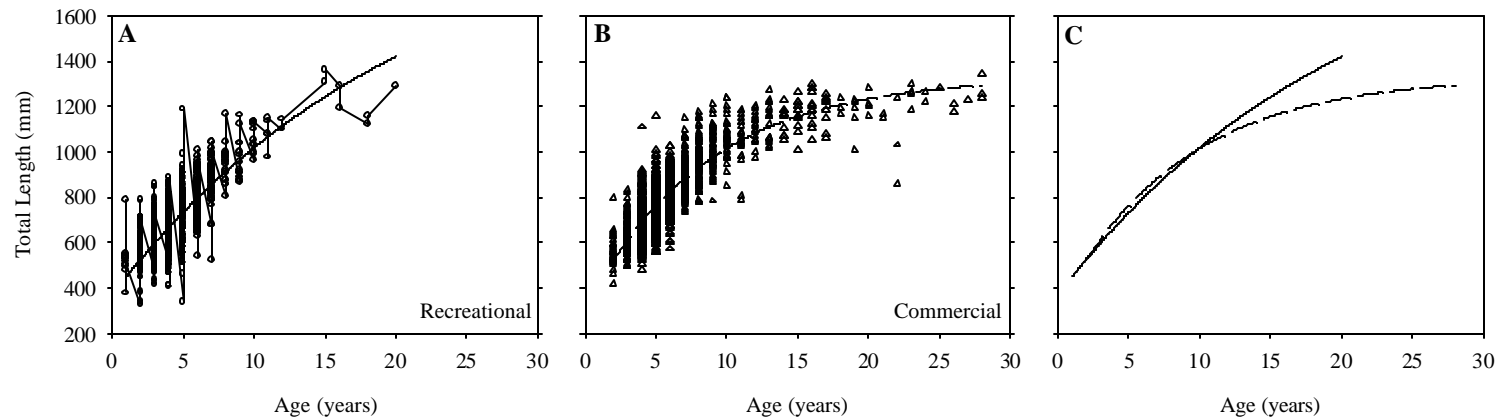 Total Length (mm)
1600
1400
1200
1000
800
600
400
200
A
Recreational
0 5 10 15 20 25 30
Age (years)
B
Commercial
0 5 10 15 20 25 30
Age (years)
C
0 5 10 15 20 25 30
Age (years)